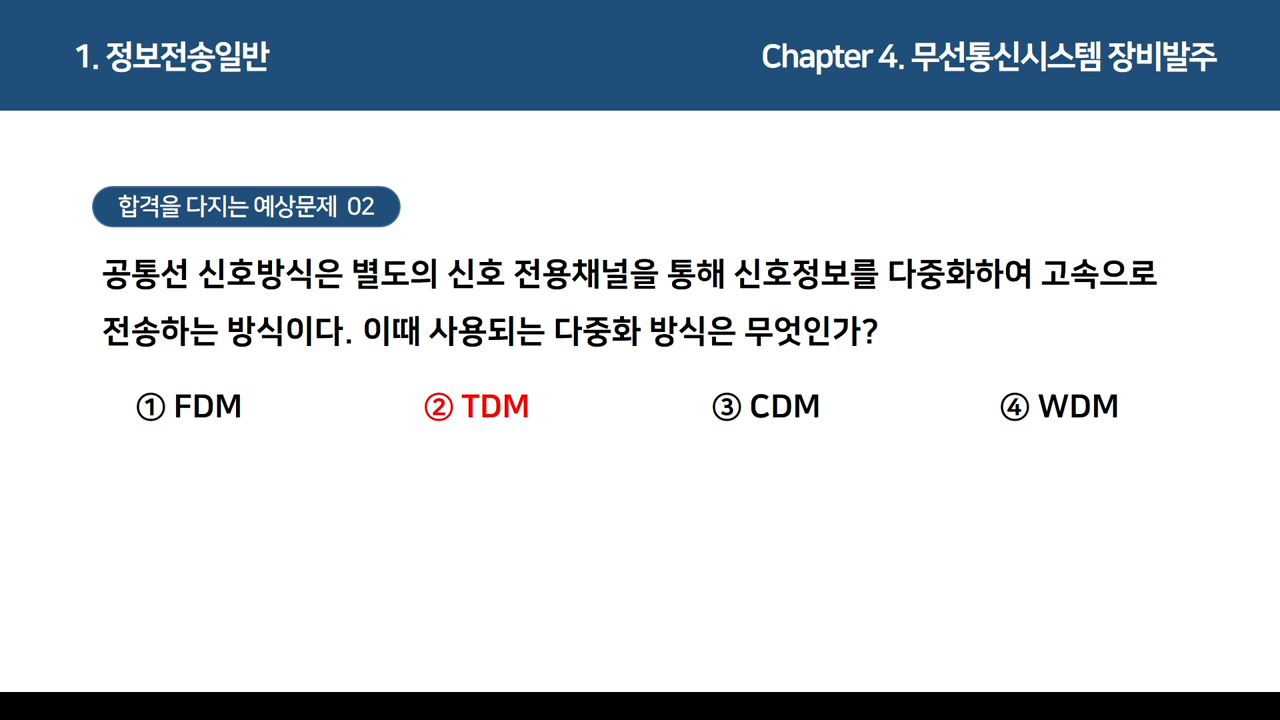 1. 정보전송일반
Chapter 4. 무선통신시스템 장비발주
합격을 다지는 예상문제 02
공통선 신호방식은 별도의 신호 전용채널을 통해 신호정보를 다중화하여 고속으로
전송하는 방식이다. 이때 사용되는 다중화 방식은 무엇인가?
① FDM ② TDM ③ CDM ④ WDM